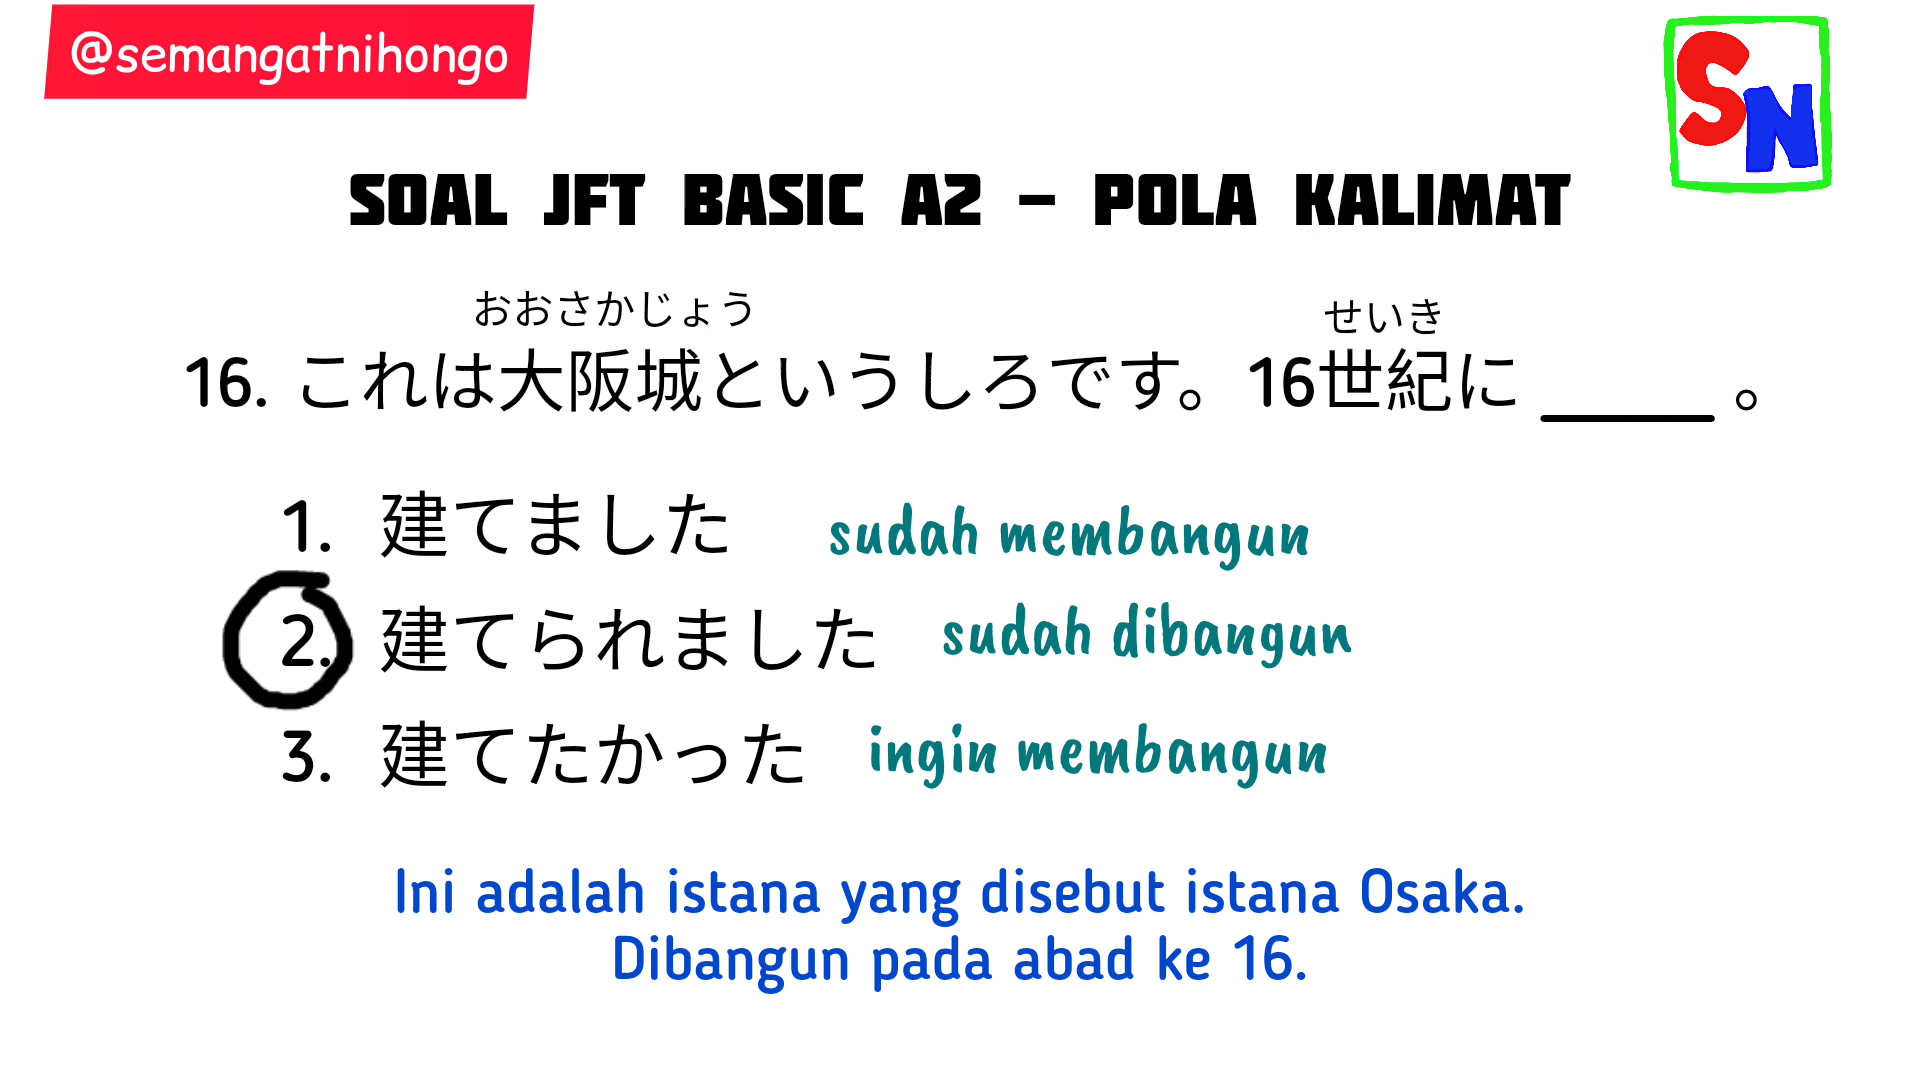 @semangatnihongo
SN
SOAL JFT BASIC A2 - POLA KALIMAT
おおさかじょう せいき
16. これは大阪城というしろです。16世紀に ______ 。
1. 建てました sudah membangun
2. 建てられました sudah dibangun
3. 建てたかった ingin membangun
Ini adalah istana yang disebut istana Osaka.
Dibangun pada abad ke 16.